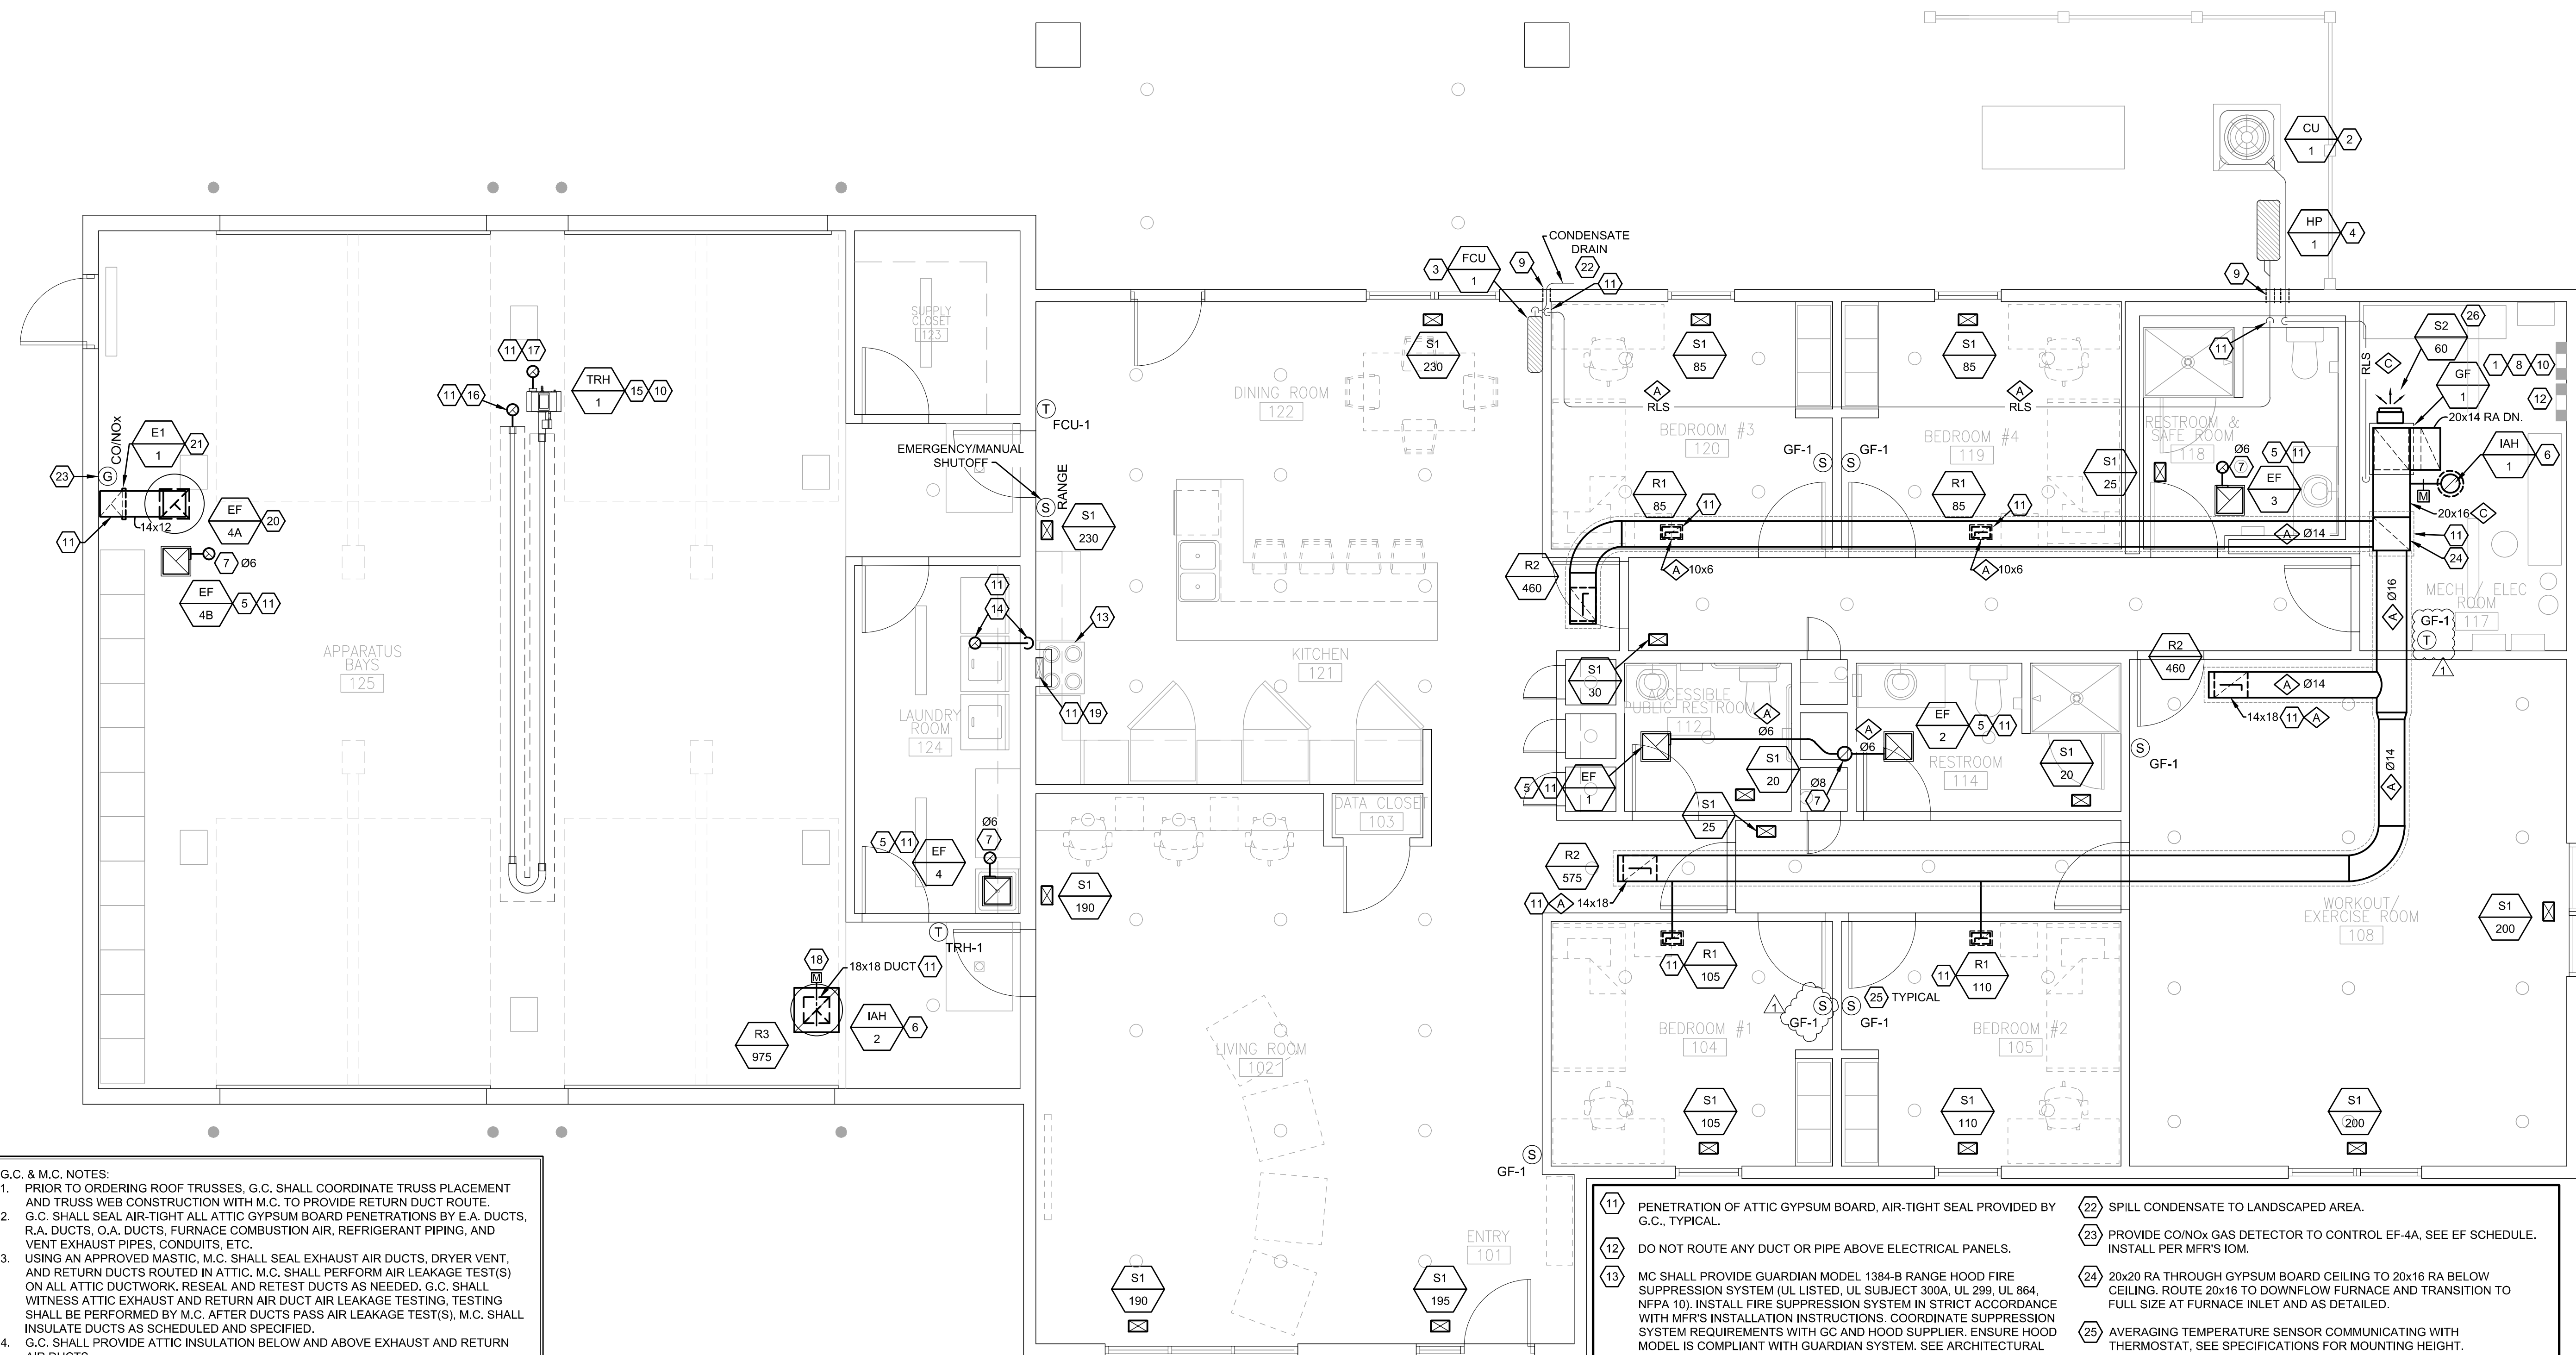 CU
1
2
HP
1
4
CONDENSATE
DRAIN
22
3
FCU
1
9
11
9
SUPPLY
CLOSET
123
S1
230
S1
85
S1
85
11
RLS
C
S2
60
26
GF
1
1
8
10
12
20x14 RA DN.
IAH
1
6
M
11
17
TRH
1
15
10
11
16
DINING ROOM
122
T
FCU-1
A
RLS
A
RLS
BEDROOM #3
120
BEDROOM #4
119
RESTROOM &
SAFE ROOM
118
GF-1
S
S
GF-1
S1
25
Ø6
7
5
11
EF
3
CO/NOx
E1
1
21
23
G
EMERGENCY/MANUAL
SHUTOFF
S
RANGE
S1
230
R1
85
11
R1
85
11
20x16
C
11
14x12
EF
4A
20
11
24
A
Ø14
7
Ø6
EF
4B
5
11
R2
460
A
10x6
A
10x6
MECH / ELEC
ROOM
117
A
Ø16
GF-1
T
1
11
14
13
APPARATUS
BAYS
125
KITCHEN
121
S1
30
R2
460
A
Ø14
14x18
11
A
11
19
LAUNDRY
ROOM
124
ACCESSIBLE
PUBLIC RESTROOM
112
A
Ø6
A
Ø6
EF
2
5
11
S
GF-1
S1
20
RESTROOM
114
S1
20
A
Ø14
5
11
EF
1
Ø8
7
DATA CLOSET
103
S1
25
Ø6
7
5
11
EF
4
R2
575
11
A
14x18
S1
190
WORKOUT/
EXERCISE ROOM
108
S1
200
T
TRH-1
18
M
18x18 DUCT
11
11
R1
105
11
R1
110
1
S
GF-1
S
GF-1
25
TYPICAL
R3
975
IAH
2
6
BEDROOM #1
104
BEDROOM #2
105
LIVING ROOM
102
S1
105
S1
110
S1
200
S
GF-1
ENTRY
101
S1
190
S1
195
G.C. & M.C. NOTES:
1. PRIOR TO ORDERING ROOF TRUSSES, G.C. SHALL COORDINATE TRUSS PLACEMENT
AND TRUSS WEB CONSTRUCTION WITH M.C. TO PROVIDE RETURN DUCT ROUTE.
2. G.C. SHALL SEAL AIR-TIGHT ALL ATTIC GYPSUM BOARD PENETRATIONS BY E.A. DUCTS,
R.A. DUCTS, O.A. DUCTS, FURNACE COMBUSTION AIR, REFRIGERANT PIPING, AND
VENT EXHAUST PIPES, CONDUITS, ETC.
3. USING AN APPROVED MASTIC, M.C. SHALL SEAL EXHAUST AIR DUCTS, DRYER VENT,
AND RETURN DUCTS ROUTED IN ATTIC. M.C. SHALL PERFORM AIR LEAKAGE TEST(S)
ON ALL ATTIC DUCTWORK. RESEAL AND RETEST DUCTS AS NEEDED. G.C. SHALL
WITNESS ATTIC EXHAUST AND RETURN AIR DUCT AIR LEAKAGE TESTING, TESTING
SHALL BE PERFORMED BY M.C. AFTER DUCTS PASS AIR LEAKAGE TEST(S), M.C. SHALL
INSULATE DUCTS AS SCHEDULED AND SPECIFIED.
4. G.C. SHALL PROVIDE ATTIC INSULATION BELOW AND ABOVE EXHAUST AND RETURN
AIR DUCTS
11 PENETRATION OF ATTIC GYPSUM BOARD, AIR-TIGHT SEAL PROVIDED BY
G.C., TYPICAL.
12 DO NOT ROUTE ANY DUCT OR PIPE ABOVE ELECTRICAL PANELS.
13 MC SHALL PROVIDE GUARDIAN MODEL 1384-B RANGE HOOD FIRE
SUPPRESSION SYSTEM (UL LISTED, UL SUBJECT 300A, UL 299, UL 864,
NFPA 10). INSTALL FIRE SUPPRESSION SYSTEM IN STRICT ACCORDANCE
WITH MFR'S INSTALLATION INSTRUCTIONS. COORDINATE SUPPRESSION
SYSTEM REQUIREMENTS WITH GC AND HOOD SUPPLIER. ENSURE HOOD
MODEL IS COMPLIANT WITH GUARDIAN SYSTEM. SEE ARCHITECTURAL
22 SPILL CONDENSATE TO LANDSCAPED AREA.
23 PROVIDE CO/NOx GAS DETECTOR TO CONTROL EF-4A, SEE EF SCHEDULE.
INSTALL PER MFR'S IOM.
24 20x20 RA THROUGH GYPSUM BOARD CEILING TO 20x16 RA BELOW
CEILING. ROUTE 20x16 TO DOWNFLOW FURNACE AND TRANSITION TO
FULL SIZE AT FURNACE INLET AND AS DETAILED.
25 AVERAGING TEMPERATURE SENSOR COMMUNICATING WITH
THERMOSTAT, SEE SPECIFICATIONS FOR MOUNTING HEIGHT.